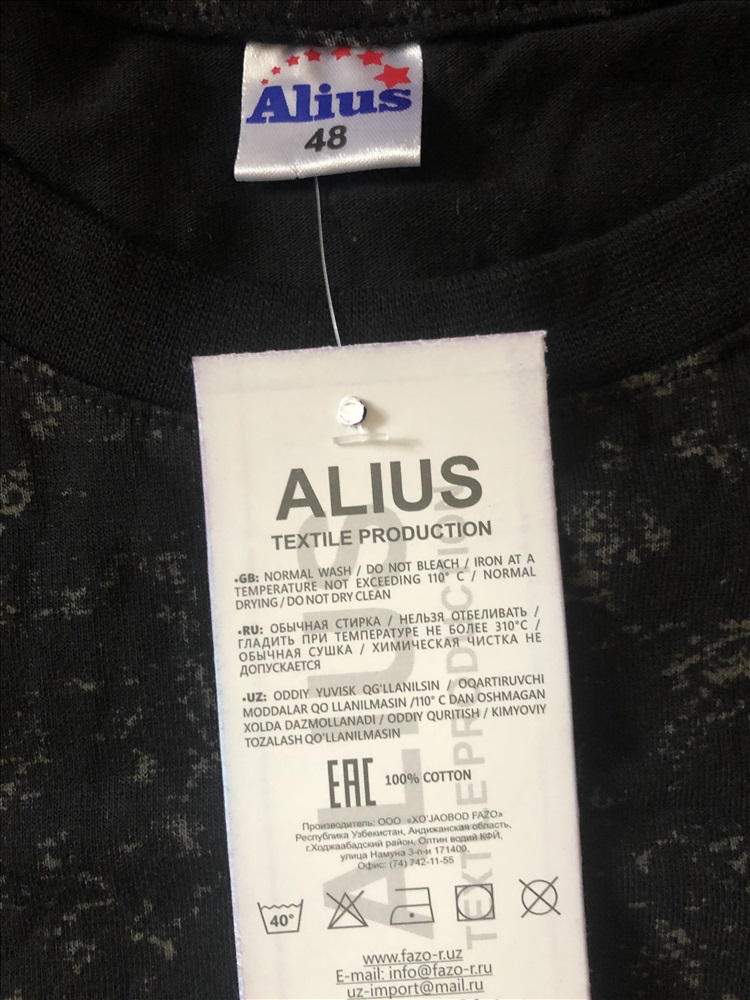 Alius
48
ALIUS
TEXTILE PRODUCTION
•GB: NORMAL WASH / DO NOT BLEACH / IRON AT A
TEMPERATURE NOT EXCEEDING 110° C / NORMAL
DRYING / DO NOT DRY CLEAN
•RU: ОБЫЧНАЯ СТИРКА / НЕЛЬЗЯ ОТБЕЛИВАТЬ /
ГЛАДИТЬ ПРИ ТЕМПЕРАТУРЕ НЕ БОЛЕЕ 310°C /
ОБЫЧНАЯ СУШКА / ХИМИЧЕСКАЯ ЧИСТКА НЕ
ДОПУСКАЕТСЯ
•UZ: ODDIY YUVISK QG'LLANILSIN / OQARTIRUVCHI
MODDALAR QO LLANILMASIN /110° C DAN OSHMAGAN
XOLDA DAZMOLLANADI / ODDIY QURITISH / KIMYOVIY
TOZALASH QO'LLANILMASIN
EAC 100% COTTON
Производитель: ООО «XO'JAOBOD FAZO»
Республика Узбекистан, Андижанская область,
г.Ходжаабадский район, Олтин водий КФЙ,
улица Намуна 3-п-и 171400,
Офис: (74) 742-11-55
40°
www.fazo-r.uz
E-mail: info@fazo-r.ru
uz-import@mail.ru
ALIUS
TEXTILE PRODUCTION